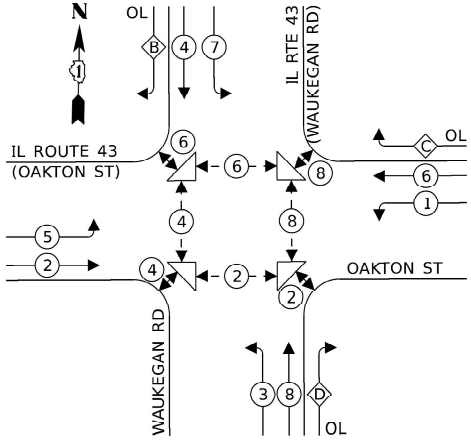 N
OL
B
4
7
IL RTE 43
(WAUKEGAN RD)
1
IL ROUTE 43
(OAKTON ST)
6
6
8
OL
C
6
1
4
8
5
2
4
2
2
OAKTON ST
WAUKEGAN RD
3
8
D
OL